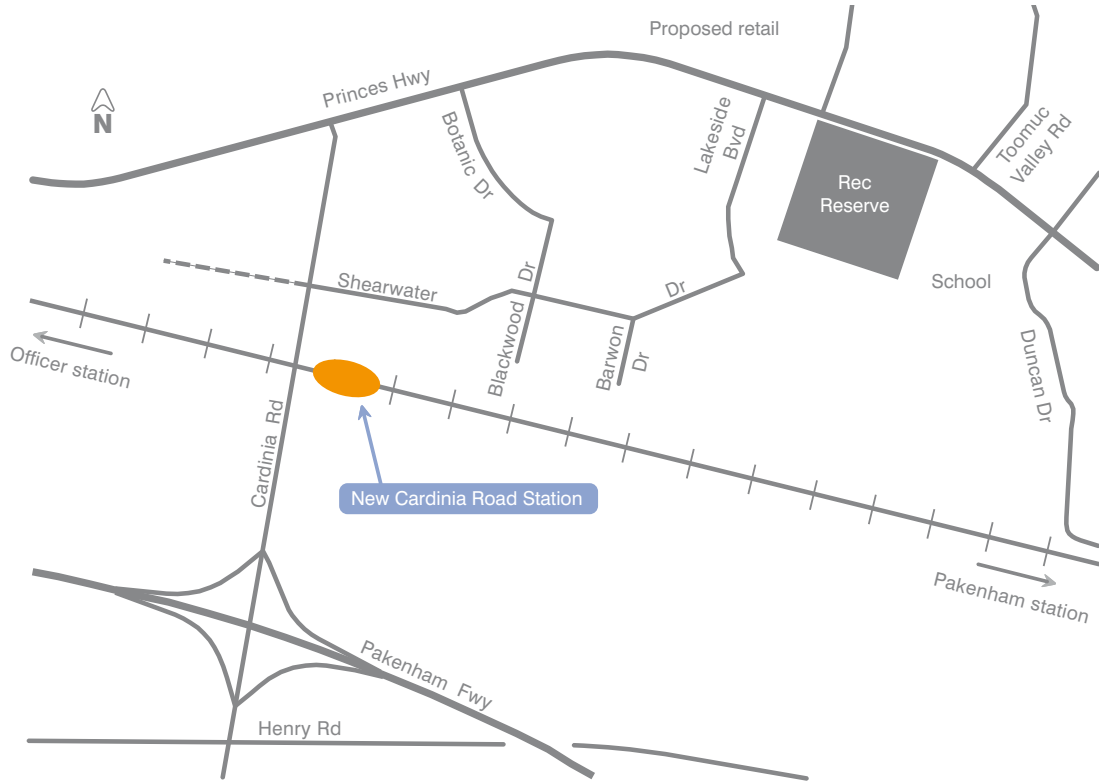 Proposed retail
Princes Hwy
N
Botanic Dr
Lakeside
Bvd
Toomuc
Valley Rd
Rec
Reserve
Shearwater
Dr
Dr
School
Officer station
Blackwood
Barwon
Dr
Duncan Dr
Cardinia Rd
New Cardinia Road Station
Pakenham station
Pakenham Fwy
Henry Rd